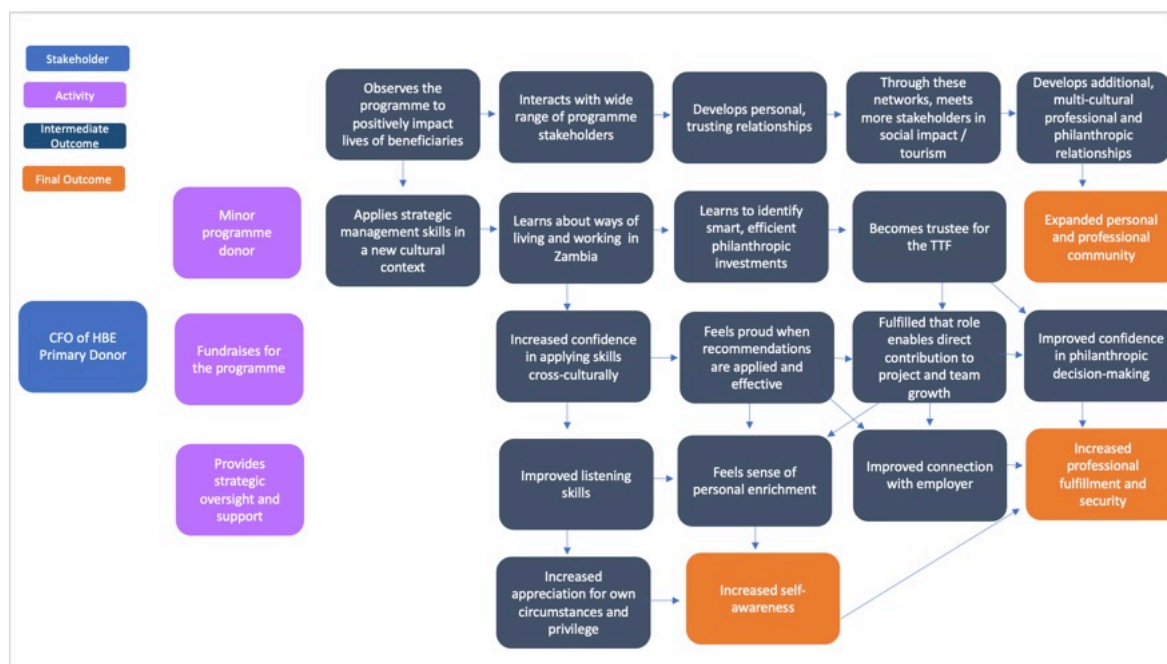 Stakeholder
Activity
Intermediate
Outcome
Final Outcome
Observes the
programme to
positively impact
lives of beneficiaries
Interacts with wide
range of programme
stakeholders
Develops personal,
trusting relationships
Through these
networks, meets
more stakeholders in
social impact /
tourism
Develops additional,
multi-cultural
professional and
philanthropic
relationships
Minor
programme
donor
Applies strategic
management skills in
a new cultural
context
Learns about ways of
living and working in
Zambia
Learns to identify
smart, efficient
philanthropic
investments
Becomes trustee for
the TTF
Expanded personal
and professional
community
CFO of HBE
Primary Donor
Fundraises for
the programme
Increased confidence
in applying skills
cross-culturally
Feels proud when
recommendations
are applied and
effective
Fulfilled that role
enables direct
contribution to
project and team
growth
Improved confidence
in philanthropic
decision-making
Provides
strategic
oversight and
support
Improved listening
skills
Feels sense of
personal enrichment
Improved connection
with employer
Increased
professional
fulfillment and
security
Increased
appreciation for own
circumstances and
privilege
Increased self-
awareness